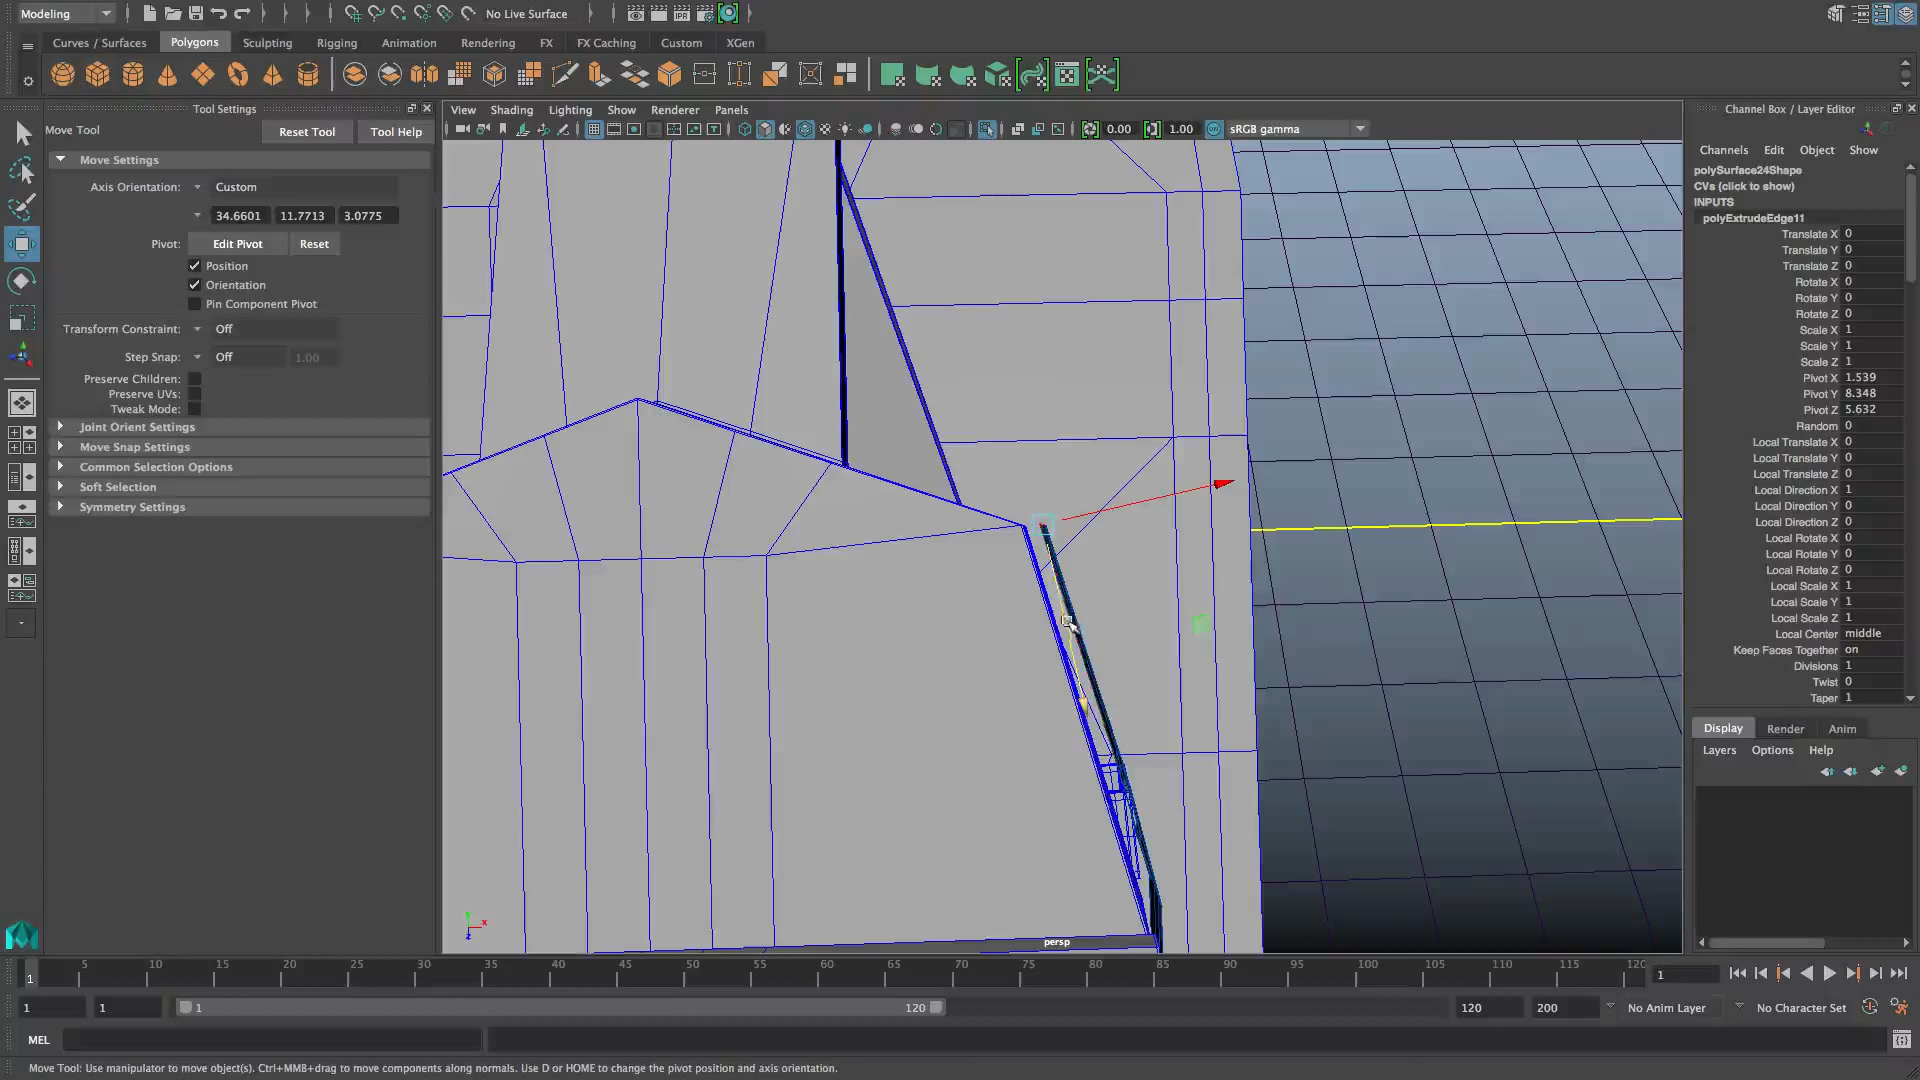 Modeling
No Live Surface
Curves / Surfaces Polygons Sculpting Rigging Animation Rendering FX FX Caching Custom XGen
Tool Settings
Move Tool
Reset Tool
Tool Help
Move Settings
Axis Orientation: Custom
34.6601 11.7713 3.0775
Pivot: Edit Pivot Reset
Position
Orientation
Pin Component Pivot
Transform Constraint: Off
Step Snap: Off 1.00
Preserve Children:
Preserve UVs:
Tweak Mode:
Joint Orient Settings
Move Snap Settings
Common Selection Options
Soft Selection
Symmetry Settings
View Shading Lighting Show Renderer Panels
0.00 1.00 sRGB gamma
persp
Channel Box / Layer Editor
Channels Edit Object Show
polySurface24Shape
CVs (click to show)
INPUTS
polyExtrudeEdge11
Translate X 0
Translate Y 0
Translate Z 0
Rotate X 0
Rotate Y 0
Rotate Z 0
Scale X 1
Scale Y 1
Scale Z 1
Pivot X 1.539
Pivot Y 8.348
Pivot Z 5.632
Random 0
Local Translate X 0
Local Translate Y 0
Local Translate Z 0
Local Direction X 1
Local Direction Y 0
Local Direction Z 0
Local Rotate X 0
Local Rotate Y 0
Local Rotate Z 0
Local Scale X 1
Local Scale Y 1
Local Scale Z 1
Local Center middle
Keep Faces Together on
Divisions 1
Twist 0
Taper 1
Display Render Anim
Layers Options Help
1 5 10 15 20 25 30 35 40 45 50 55 60 65 70 75 80 85 90 95 100 105 110 115 120
1
1 1 1 120 120 200 No Anim Layer No Character Set
MEL
Move Tool: Use manipulator to move object(s). Ctrl+MMB+drag to move components along normals. Use D or HOME to change the pivot position and axis orientation.